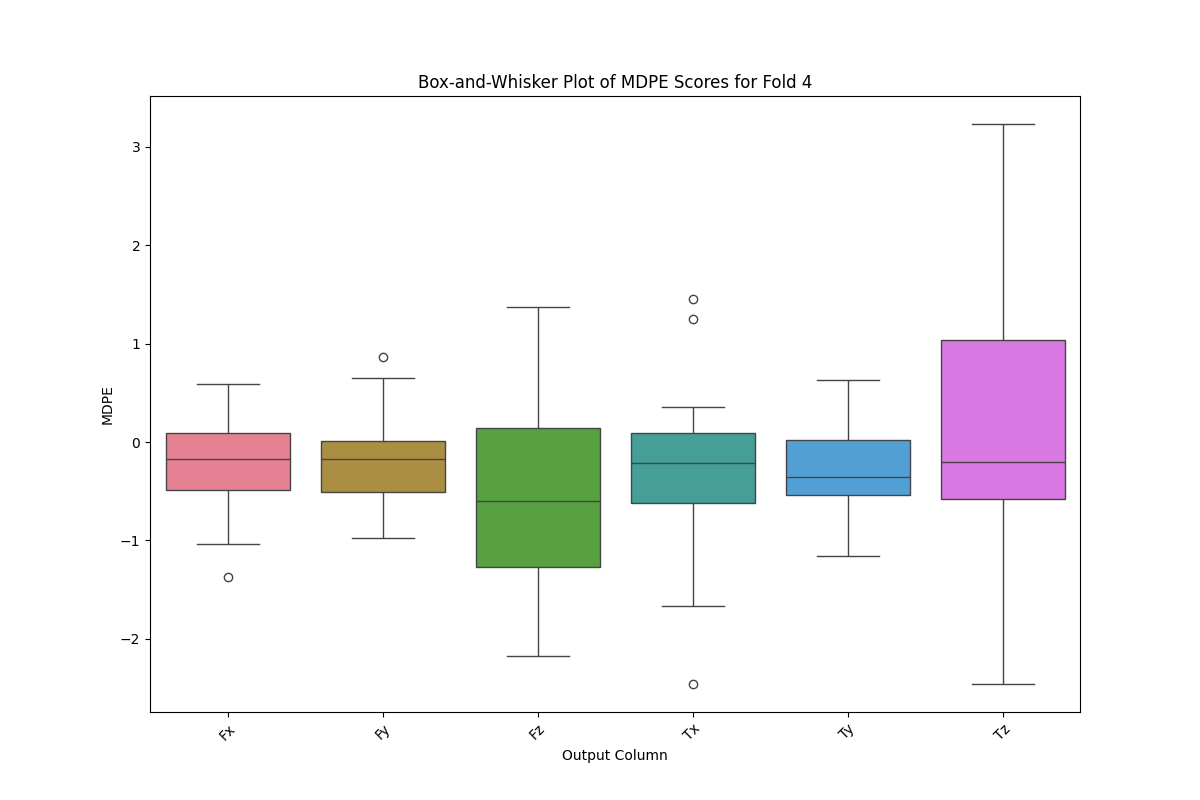 Box-and-Whisker Plot of MDPE Scores for Fold 4
3
2
1
0
−1
−2
MDPE
Fx
Fy
Fz
Tx
Ty
Tz
Output Column